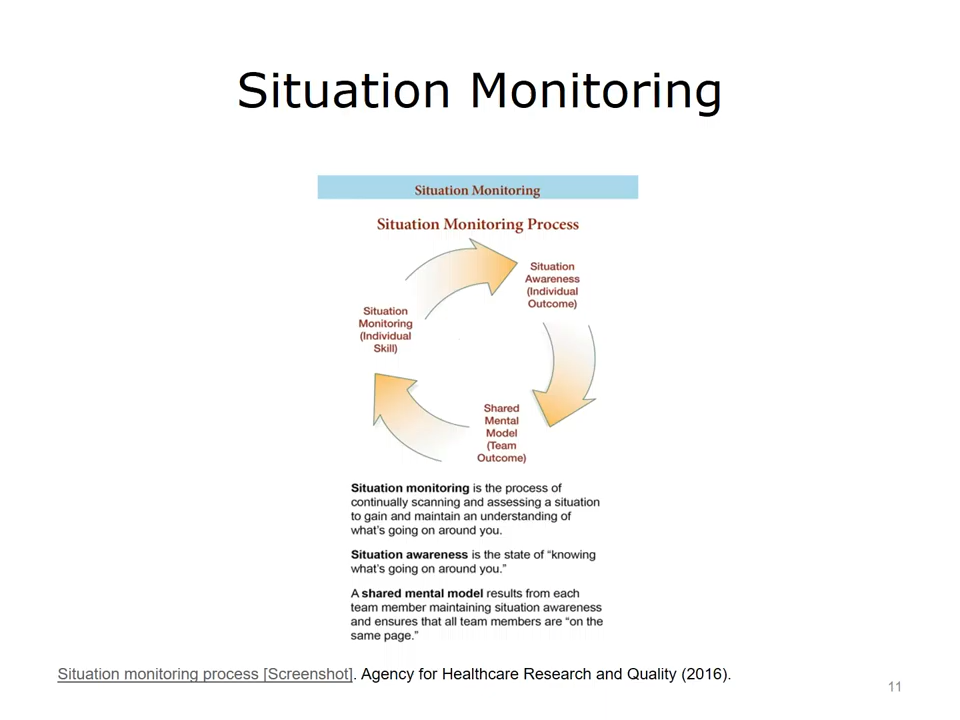 Situation Monitoring
Situation Monitoring
Situation Monitoring Process
Situation
Awareness
(Individual
Outcome)
Situation
Monitoring
(Individual
Skill)
Shared
Mental
Model
(Team
Outcome)
Situation monitoring is the process of
continually scanning and assessing a situation
to gain and maintain an understanding of
what’s going on around you.
Situation awareness is the state of “knowing
what’s going on around you.”
A shared mental model results from each
team member maintaining situation awareness
and ensures that all team members are “on the
same page.”
Situation monitoring process [Screenshot]. Agency for Healthcare Research and Quality (2016).
11